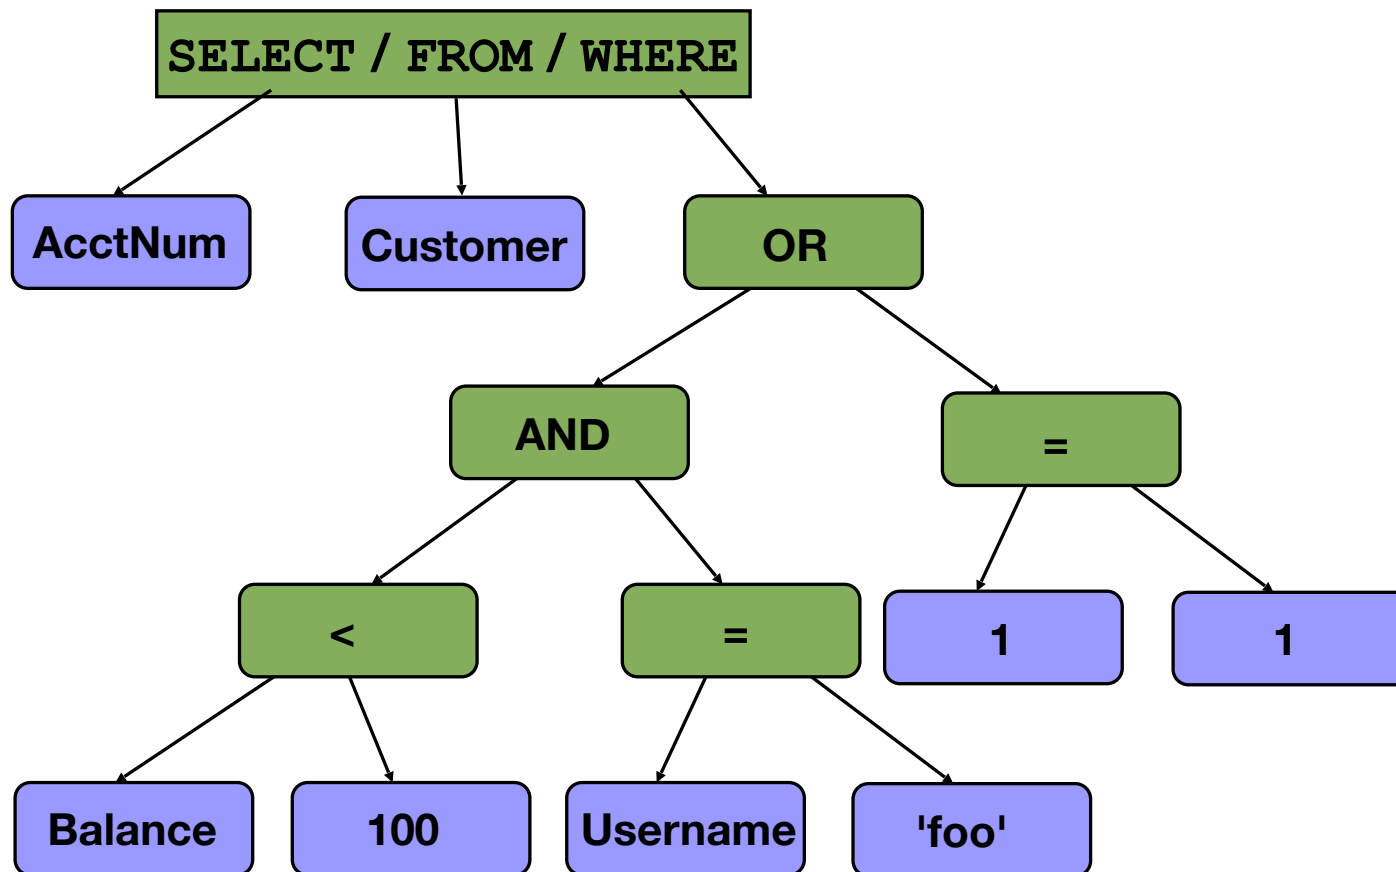 SELECT / FROM / WHERE
AcctNum
Customer
OR
AND
=
<
=
1
1
Balance
100
Username
'foo'